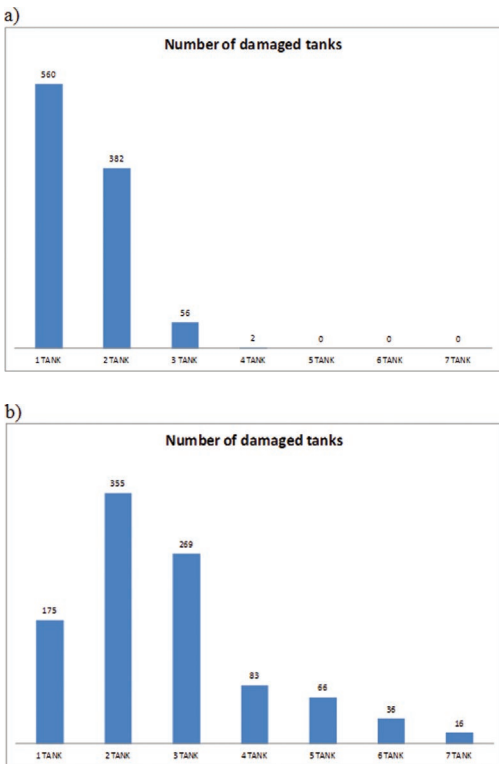 a)
Number of damaged tanks
560
382
56
2
0
0
0
1 TANK
2 TANK
3 TANK
4 TANK
5 TANK
6 TANK
7 TANK
b)
Number of damaged tanks
355
269
175
83
66
36
16
1 TANK
2 TANK
3 TANK
4 TANK
5 TANK
6 TANK
7 TANK